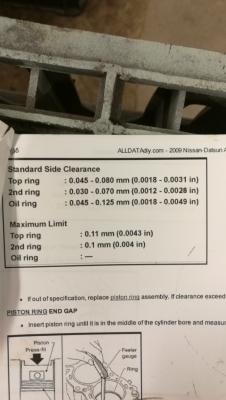 ALLDATAdiy.com - 2009 Nissan-Datsun
Standard Side Clearance
Top ring : 0.045 - 0.080 mm (0.0018 - 0.0031 in)
2nd ring : 0.030 - 0.070 mm (0.0012 - 0.0028 in)
Oil ring : 0.045 - 0.125 mm (0.0018 - 0.0049 in)
Maximum Limit
Top ring : 0.11 mm (0.0043 in)
2nd ring : 0.1 mm (0.004 in)
Oil ring : —
• If out of specification, replace piston ring assembly. If clearance exceed
PISTON RING END GAP
• Insert piston ring until it is in the middle of the cylinder bore and measu
Piston
Press-fit
Feeler
gauge
Ring